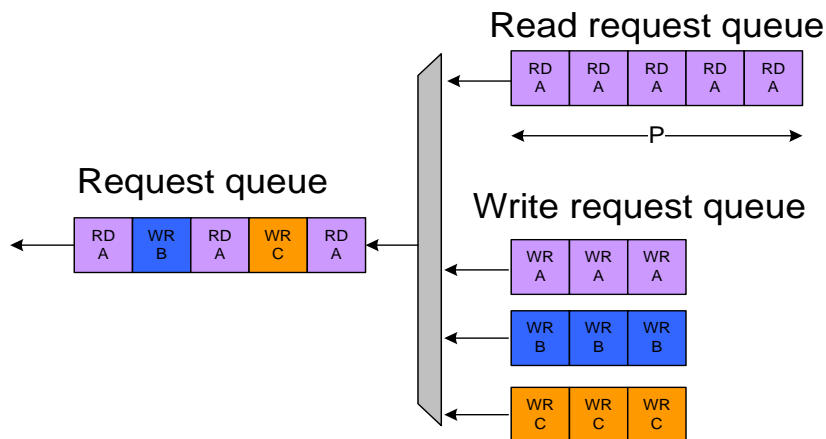 Read request queue
RD RD RD RD RD
A A A A A
P
Request queue
RD WR RD WR RD
A B A C A
Write request queue
WR WR WR
A A A
WR WR WR
B B B
WR WR WR
C C C